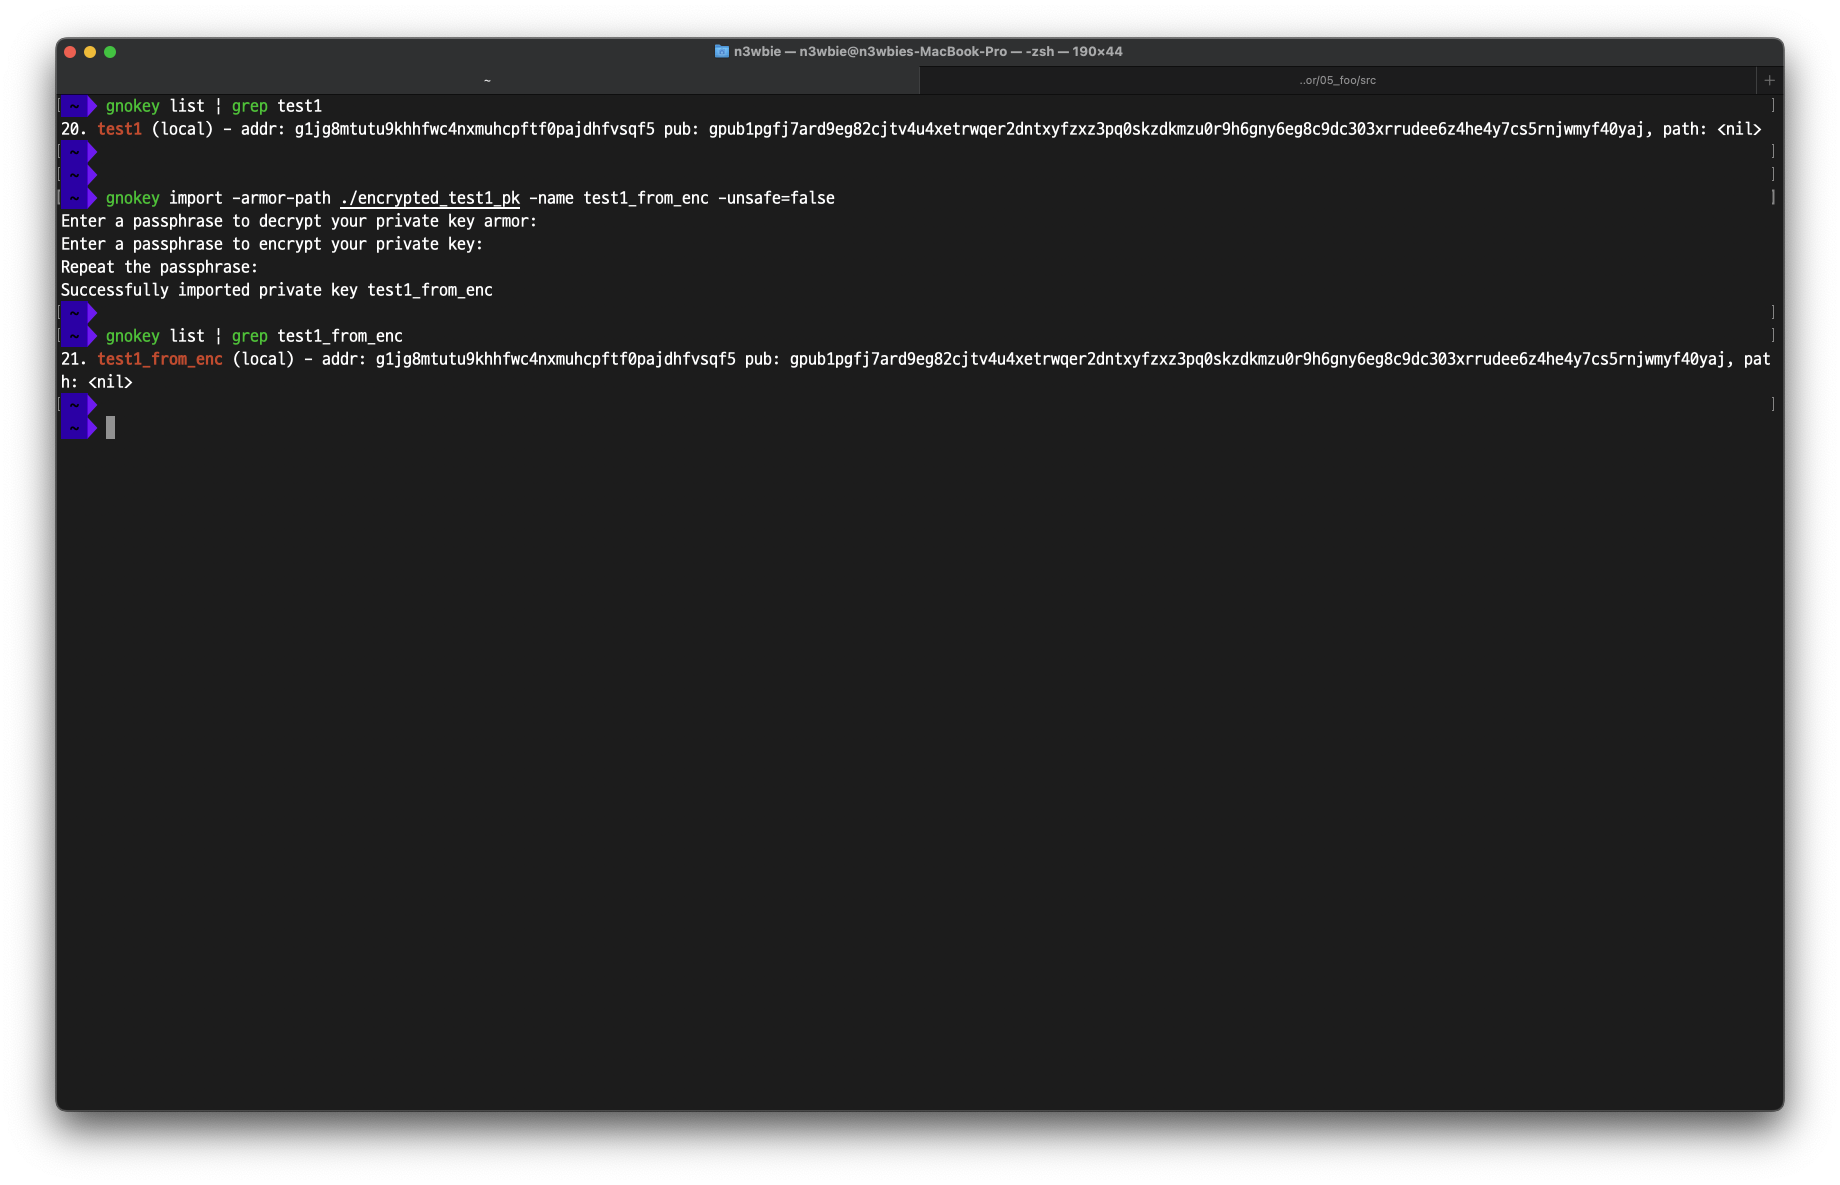 n3wbie — n3wbie@n3wbies-MacBook-Pro — -zsh — 190×44
~ ..or/05_foo/src +
~ gnokey list | grep test1
20. test1 (local) - addr: g1jg8mtutu9khhfwc4nxmuhcpftf0pajdhfvsqf5 pub: gpub1pgfj7ard9eg82cjtv4u4xetrwqer2dntxyfzxz3pq0skzdkmzu0r9h6gny6eg8c9dc303xrrudee6z4he4y7cs5rnjwmyf40yaj, path: <nil>
~
~
~ gnokey import -armor-path ./encrypted_test1_pk -name test1_from_enc -unsafe=false
Enter a passphrase to decrypt your private key armor:
Enter a passphrase to encrypt your private key:
Repeat the passphrase:
Successfully imported private key test1_from_enc
~
~ gnokey list | grep test1_from_enc
21. test1_from_enc (local) - addr: g1jg8mtutu9khhfwc4nxmuhcpftf0pajdhfvsqf5 pub: gpub1pgfj7ard9eg82cjtv4u4xetrwqer2dntxyfzxz3pq0skzdkmzu0r9h6gny6eg8c9dc303xrrudee6z4he4y7cs5rnjwmyf40yaj, pat
h: <nil>
~
~